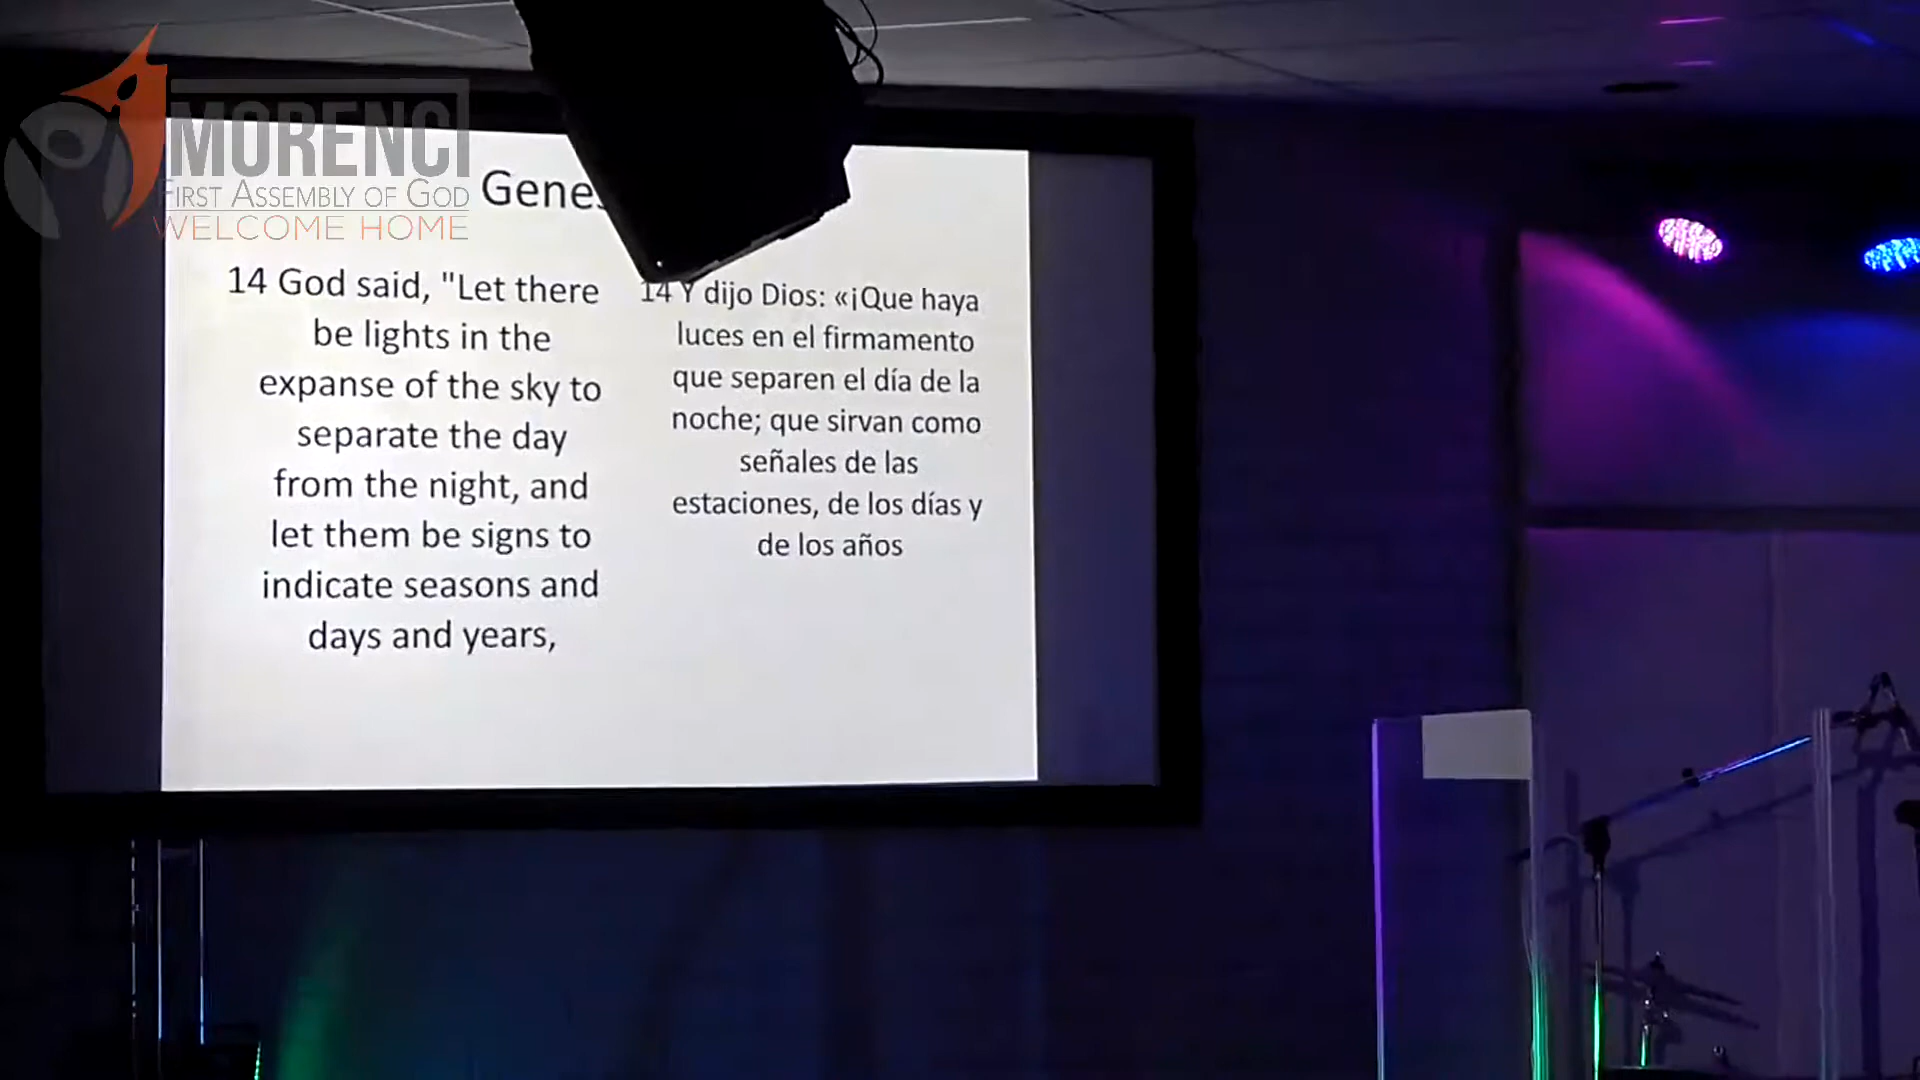 MORENCI
FIRST ASSEMBLY OF GOD
WELCOME HOME
14 God said, "Let there
be lights in the
expanse of the sky to
separate the day
from the night, and
let them be signs to
indicate seasons and
days and years,
14 Y dijo Dios: «¡Que haya
luces en el firmamento
que separen el día de la
noche; que sirvan como
señales de las
estaciones, de los días y
de los años